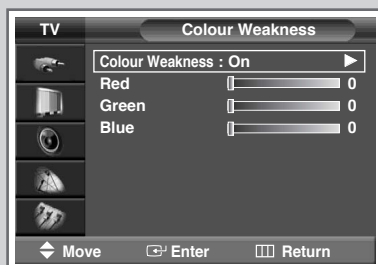 TV Colour Weakness
Colour Weakness : On
Red 0
Green 0
Blue 0
Move Enter Return